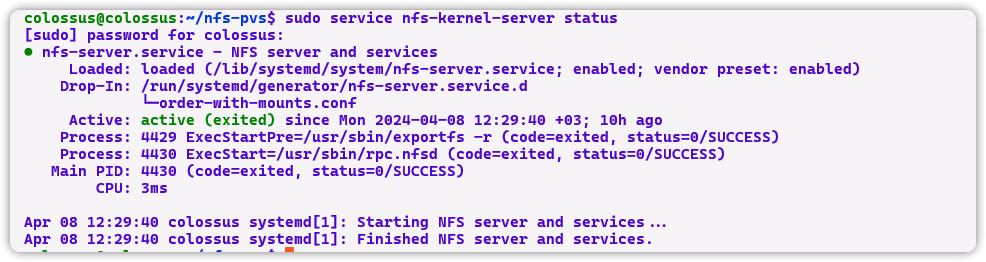 colossus@colossus:~/nfs-pvs$ sudo service nfs-kernel-server status
[sudo] password for colossus:
● nfs-server.service - NFS server and services
     Loaded: loaded (/lib/systemd/system/nfs-server.service; enabled; vendor preset: enabled)
    Drop-In: /run/systemd/generator/nfs-server.service.d
             └─order-with-mounts.conf
     Active: active (exited) since Mon 2024-04-08 12:29:40 +03; 10h ago
    Process: 4429 ExecStartPre=/usr/sbin/exportfs -r (code=exited, status=0/SUCCESS)
    Process: 4430 ExecStart=/usr/sbin/rpc.nfsd (code=exited, status=0/SUCCESS)
   Main PID: 4430 (code=exited, status=0/SUCCESS)
        CPU: 3ms

Apr 08 12:29:40 colossus systemd[1]: Starting NFS server and services...
Apr 08 12:29:40 colossus systemd[1]: Finished NFS server and services.